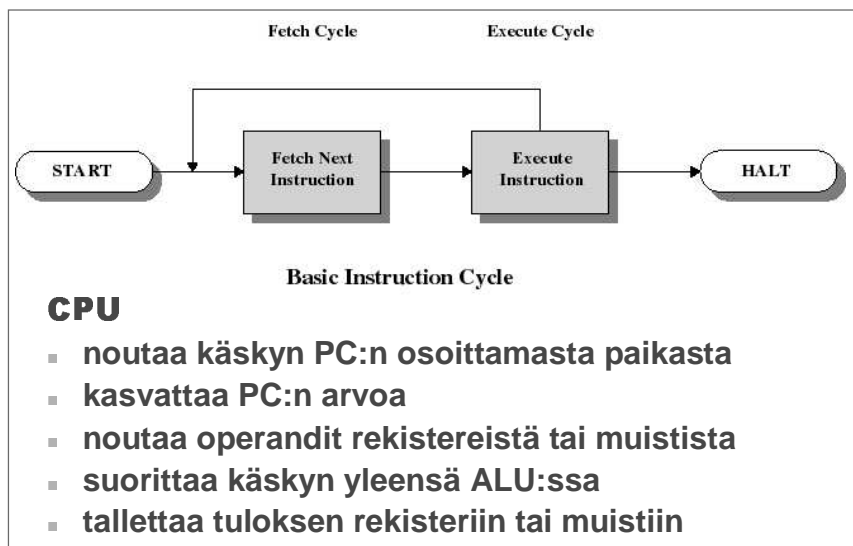 Fetch Cycle
Execute Cycle
START
Fetch Next
Instruction
Execute
Instruction
HALT
Basic Instruction Cycle
CPU
noutaa käskyn PC:n osoittamasta paikasta
kasvattaa PC:n arvoa
noutaa operandit rekistereistä tai muistista
suorittaa käskyn yleensä ALU:ssa
tallettaa tuloksen rekisteriin tai muistiin